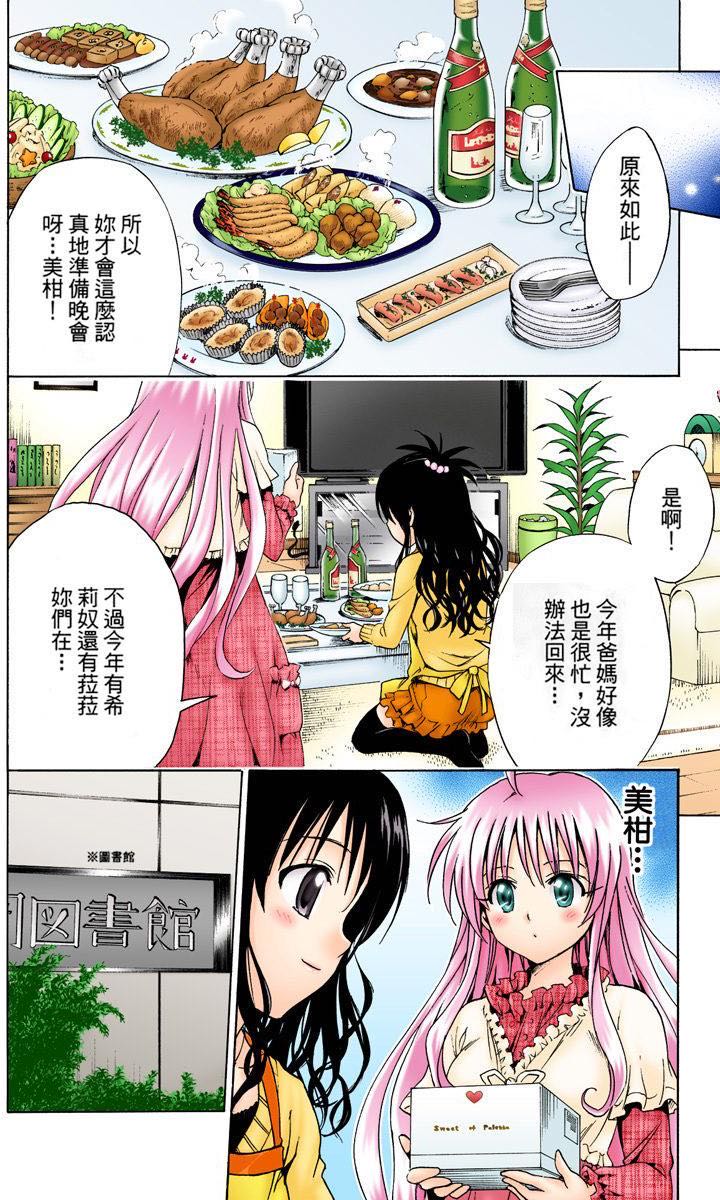 原來如此──
所以
妳才會這麼認
真地準備晚會
呀…美柑！
是啊！
今年爸媽好像
也是很忙，沒
辦法回來…
不過今年有希
莉奴還有菈菈
妳們在…
美柑…
Sweet of Palenna
※圖書館
図書館